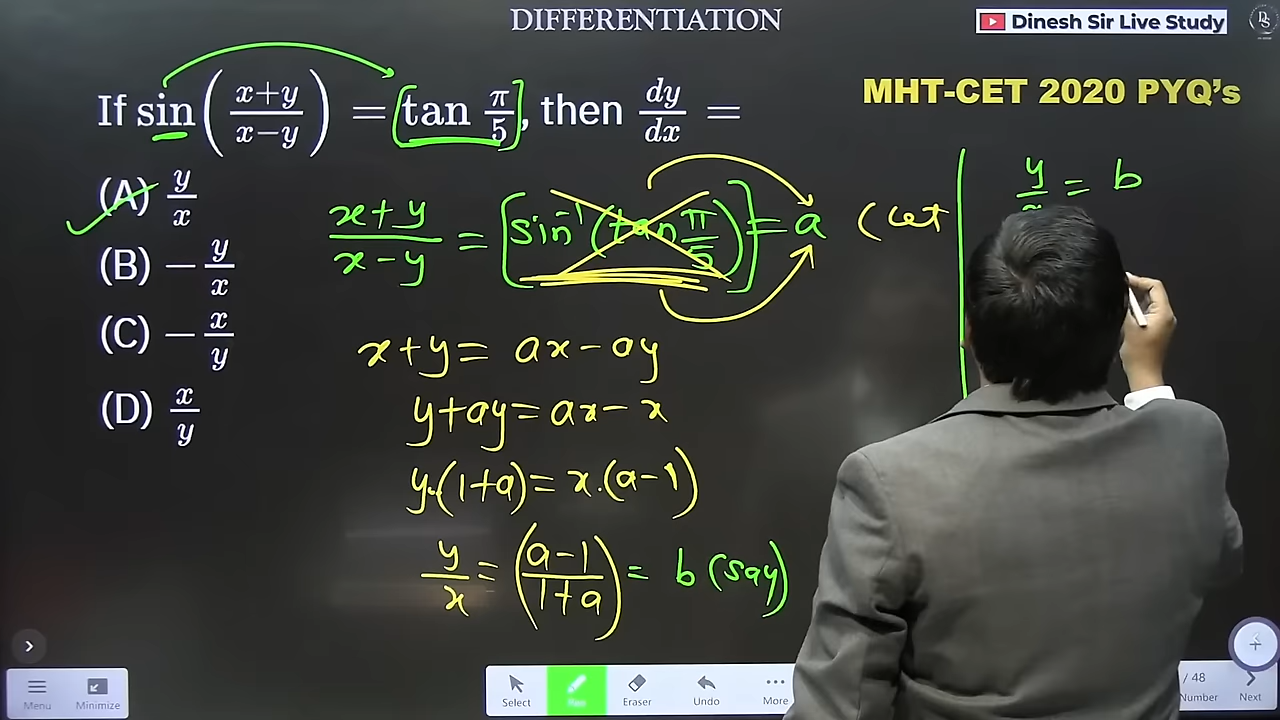 DIFFERENTIATION
Dinesh Sir Live Study
DS
MHT-CET 2020 PYQ's
If sin((x+y)/(x−y)) = [tan π/5], then dy/dx =
(A) y/x
(B) −y/x
(C) −x/y
(D) x/y
(x+y)/(x−y) = [sin⁻¹(tan π/5)] = a (Let
x+y = ax−ay
y+ay = ax−x
y.(1+a) = x.(a−1)
y/x = ((a−1)/(1+a)) = b (say)
y/x = b
Menu
Minimize
Select
Pen
Eraser
Undo
More
/ 48
Number
Next